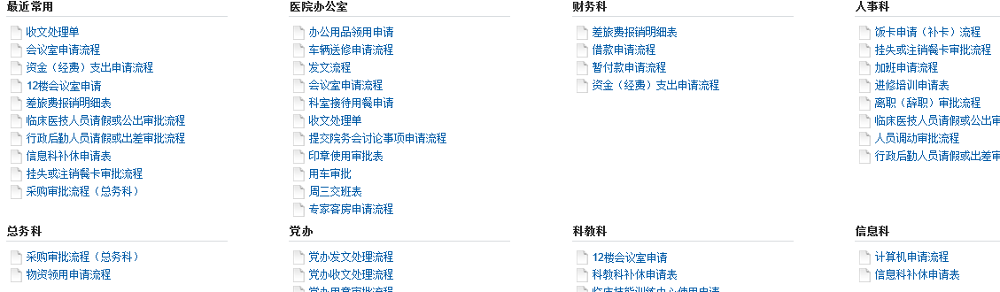 最近常用
收文处理单
会议室申请流程
资金（经费）支出申请流程
12楼会议室申请
差旅费报销明细表
临床医技人员请假或公出审批流程
行政后勤人员请假或出差审批流程
信息科补休申请表
挂失或注销餐卡审批流程
采购审批流程（总务科）
医院办公室
办公用品领用申请
车辆送修申请流程
发文流程
会议室申请流程
科室接待用餐申请
收文处理单
提交院务会讨论事项申请流程
印章使用审批表
用车审批
周三交班表
专家客房申请流程
财务科
差旅费报销明细表
借款申请流程
暂付款申请流程
资金（经费）支出申请流程
人事科
饭卡申请（补卡）流程
挂失或注销餐卡审批流程
加班申请流程
进修培训申请表
离职（辞职）审批流程
临床医技人员请假或公出审
人员调动审批流程
行政后勤人员请假或出差审
总务科
采购审批流程（总务科）
物资领用申请流程
党办
党办发文处理流程
党办收文处理流程
党办用章审批流程
科教科
12楼会议室申请
科教科补休申请表
临床技能训练中心使用申请
信息科
计算机申请流程
信息科补休申请表